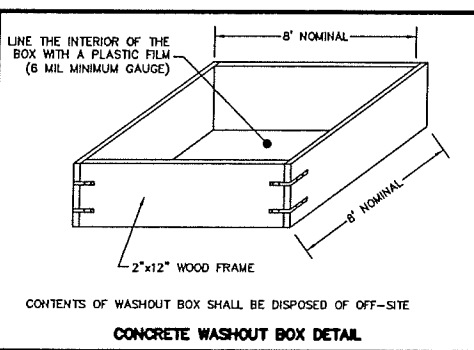 8' NOMINAL
LINE THE INTERIOR OF THE
BOX WITH A PLASTIC FILM
(6 MIL MINIMUM GAUGE)
8' NOMINAL
2"x12" WOOD FRAME
CONTENTS OF WASHOUT BOX SHALL BE DISPOSED OF OFF-SITE
CONCRETE WASHOUT BOX DETAIL